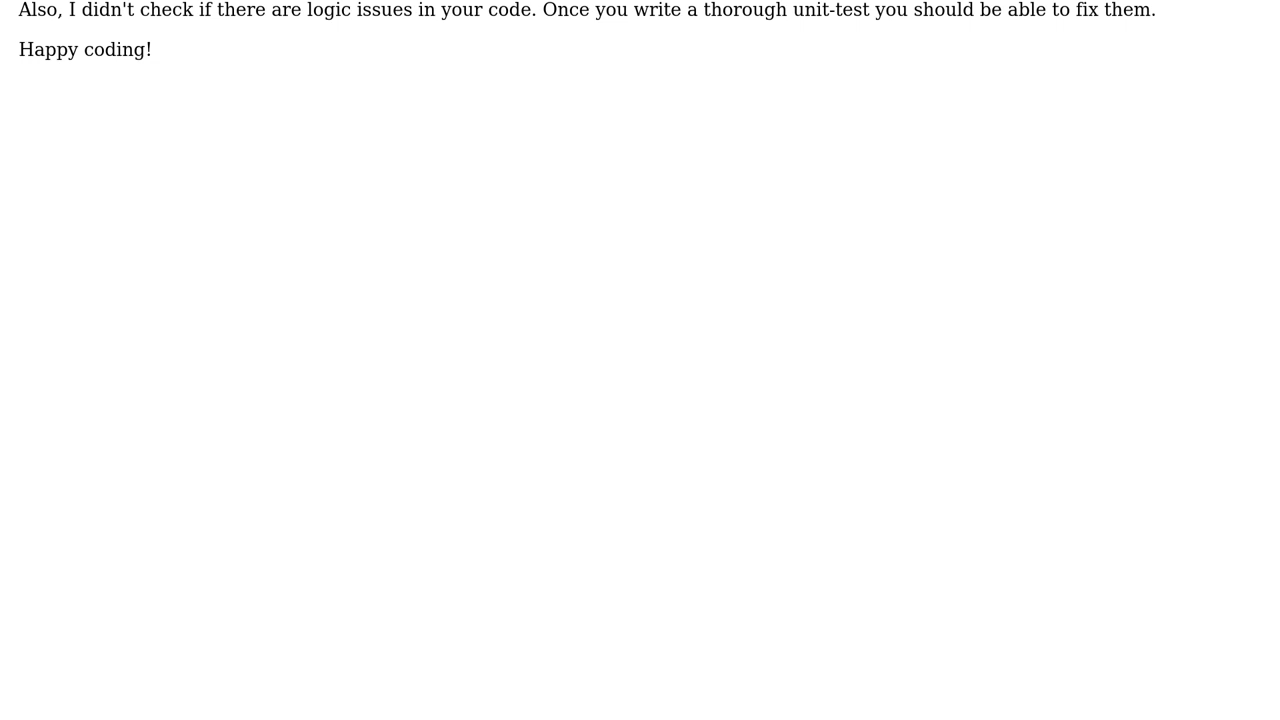 Also, I didn't check if there are logic issues in your code. Once you write a thorough unit-test you should be able to fix them.
Happy coding!